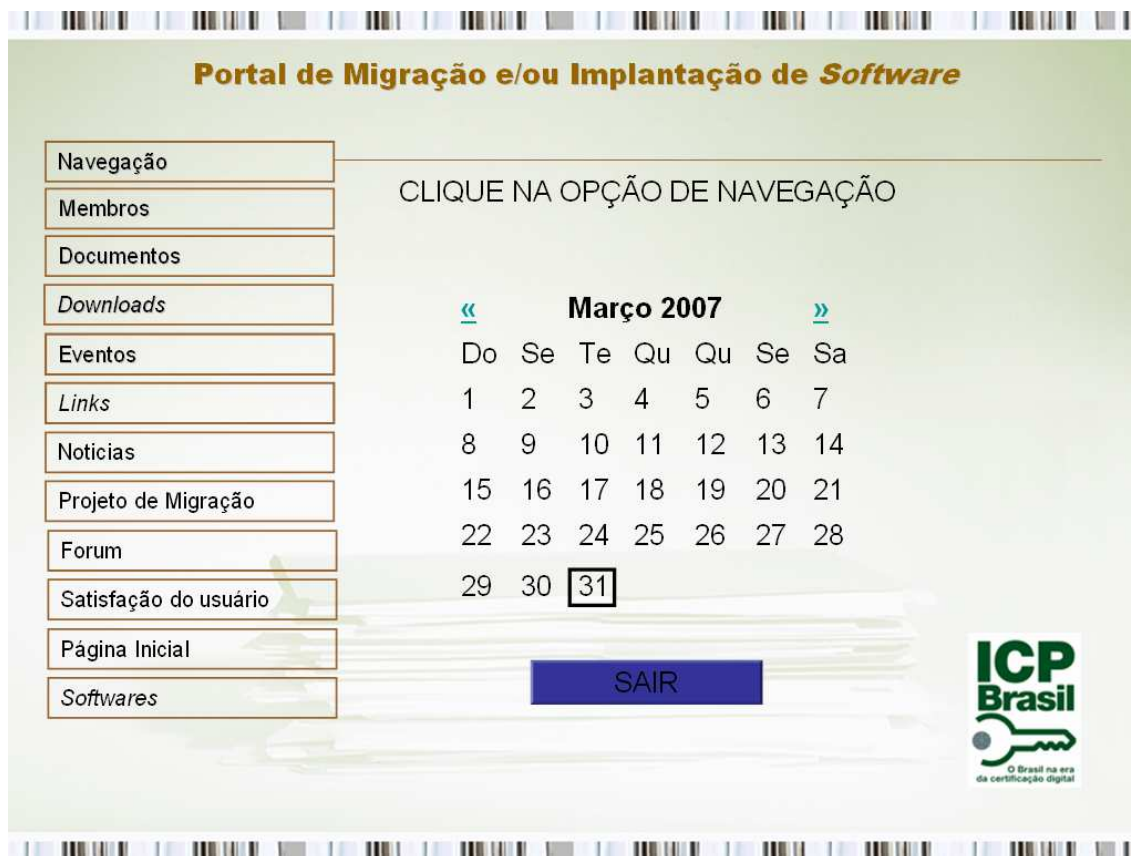 Portal de Migração e/ou Implantação de Software
Navegação
Membros
Documentos
Downloads
Eventos
Links
Noticias
Projeto de Migração
Forum
Satisfação do usuário
Página Inicial
Softwares
CLIQUE NA OPÇÃO DE NAVEGAÇÃO
« Março 2007 »
Do Se Te Qu Qu Se Sa
1 2 3 4 5 6 7
8 9 10 11 12 13 14
15 16 17 18 19 20 21
22 23 24 25 26 27 28
29 30 31
SAIR
ICP
Brasil
O Brasil na era
da certificação digital